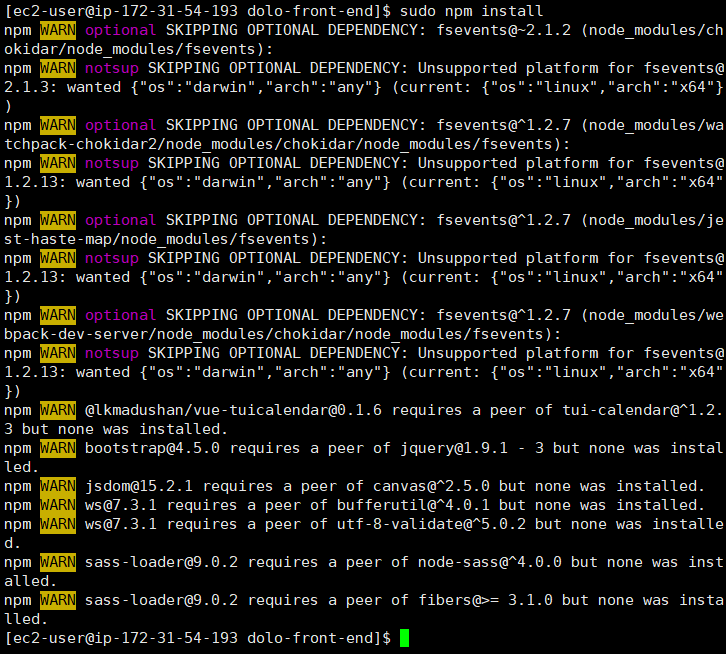 [ec2-user@ip-172-31-54-193 dolo-front-end]$ sudo npm install
npm WARN optional SKIPPING OPTIONAL DEPENDENCY: fsevents@~2.1.2 (node_modules/ch
okidar/node_modules/fsevents):
npm WARN notsup SKIPPING OPTIONAL DEPENDENCY: Unsupported platform for fsevents@
2.1.3: wanted {"os":"darwin","arch":"any"} (current: {"os":"linux","arch":"x64"}
)
npm WARN optional SKIPPING OPTIONAL DEPENDENCY: fsevents@^1.2.7 (node_modules/wa
tchpack-chokidar2/node_modules/chokidar/node_modules/fsevents):
npm WARN notsup SKIPPING OPTIONAL DEPENDENCY: Unsupported platform for fsevents@
1.2.13: wanted {"os":"darwin","arch":"any"} (current: {"os":"linux","arch":"x64"
})
npm WARN optional SKIPPING OPTIONAL DEPENDENCY: fsevents@^1.2.7 (node_modules/je
st-haste-map/node_modules/fsevents):
npm WARN notsup SKIPPING OPTIONAL DEPENDENCY: Unsupported platform for fsevents@
1.2.13: wanted {"os":"darwin","arch":"any"} (current: {"os":"linux","arch":"x64"
})
npm WARN optional SKIPPING OPTIONAL DEPENDENCY: fsevents@^1.2.7 (node_modules/we
bpack-dev-server/node_modules/chokidar/node_modules/fsevents):
npm WARN notsup SKIPPING OPTIONAL DEPENDENCY: Unsupported platform for fsevents@
1.2.13: wanted {"os":"darwin","arch":"any"} (current: {"os":"linux","arch":"x64"
})
npm WARN @lkmadushan/vue-tuicalendar@0.1.6 requires a peer of tui-calendar@^1.2.
3 but none was installed.
npm WARN bootstrap@4.5.0 requires a peer of jquery@1.9.1 - 3 but none was instal
led.
npm WARN jsdom@15.2.1 requires a peer of canvas@^2.5.0 but none was installed.
npm WARN ws@7.3.1 requires a peer of bufferutil@^4.0.1 but none was installed.
npm WARN ws@7.3.1 requires a peer of utf-8-validate@^5.0.2 but none was installe
d.
npm WARN sass-loader@9.0.2 requires a peer of node-sass@^4.0.0 but none was inst
alled.
npm WARN sass-loader@9.0.2 requires a peer of fibers@>= 3.1.0 but none was insta
lled.
[ec2-user@ip-172-31-54-193 dolo-front-end]$